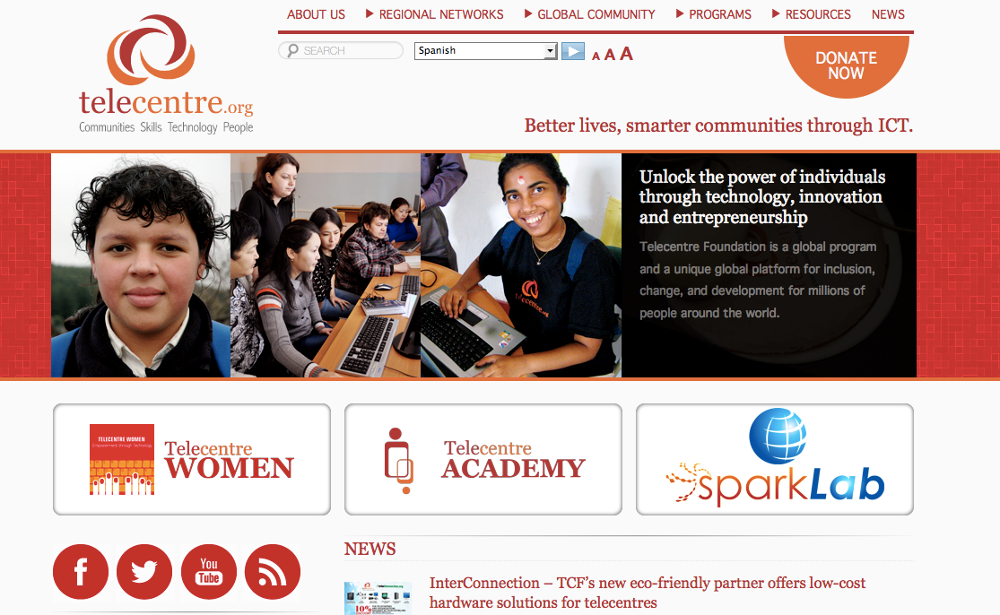 ABOUT US
REGIONAL NETWORKS
GLOBAL COMMUNITY
PROGRAMS
RESOURCES
NEWS
SEARCH
Spanish
A A A
DONATE
NOW
telecentre.org
Communities Skills Technology People
Better lives, smarter communities through ICT.
telecentre.org
Unlock the power of individuals
through technology, innovation
and entrepreneurship
Telecentre Foundation is a global program
and a unique global platform for inclusion,
change, and development for millions of
people around the world.
TELECENTRE WOMEN
Empowerment through Technology
Telecentre
WOMEN
Telecentre
ACADEMY
sparkLab
f
You
Tube
NEWS
InterConnection – TCF’s new eco-friendly partner offers low-cost
hardware solutions for telecentres
10%